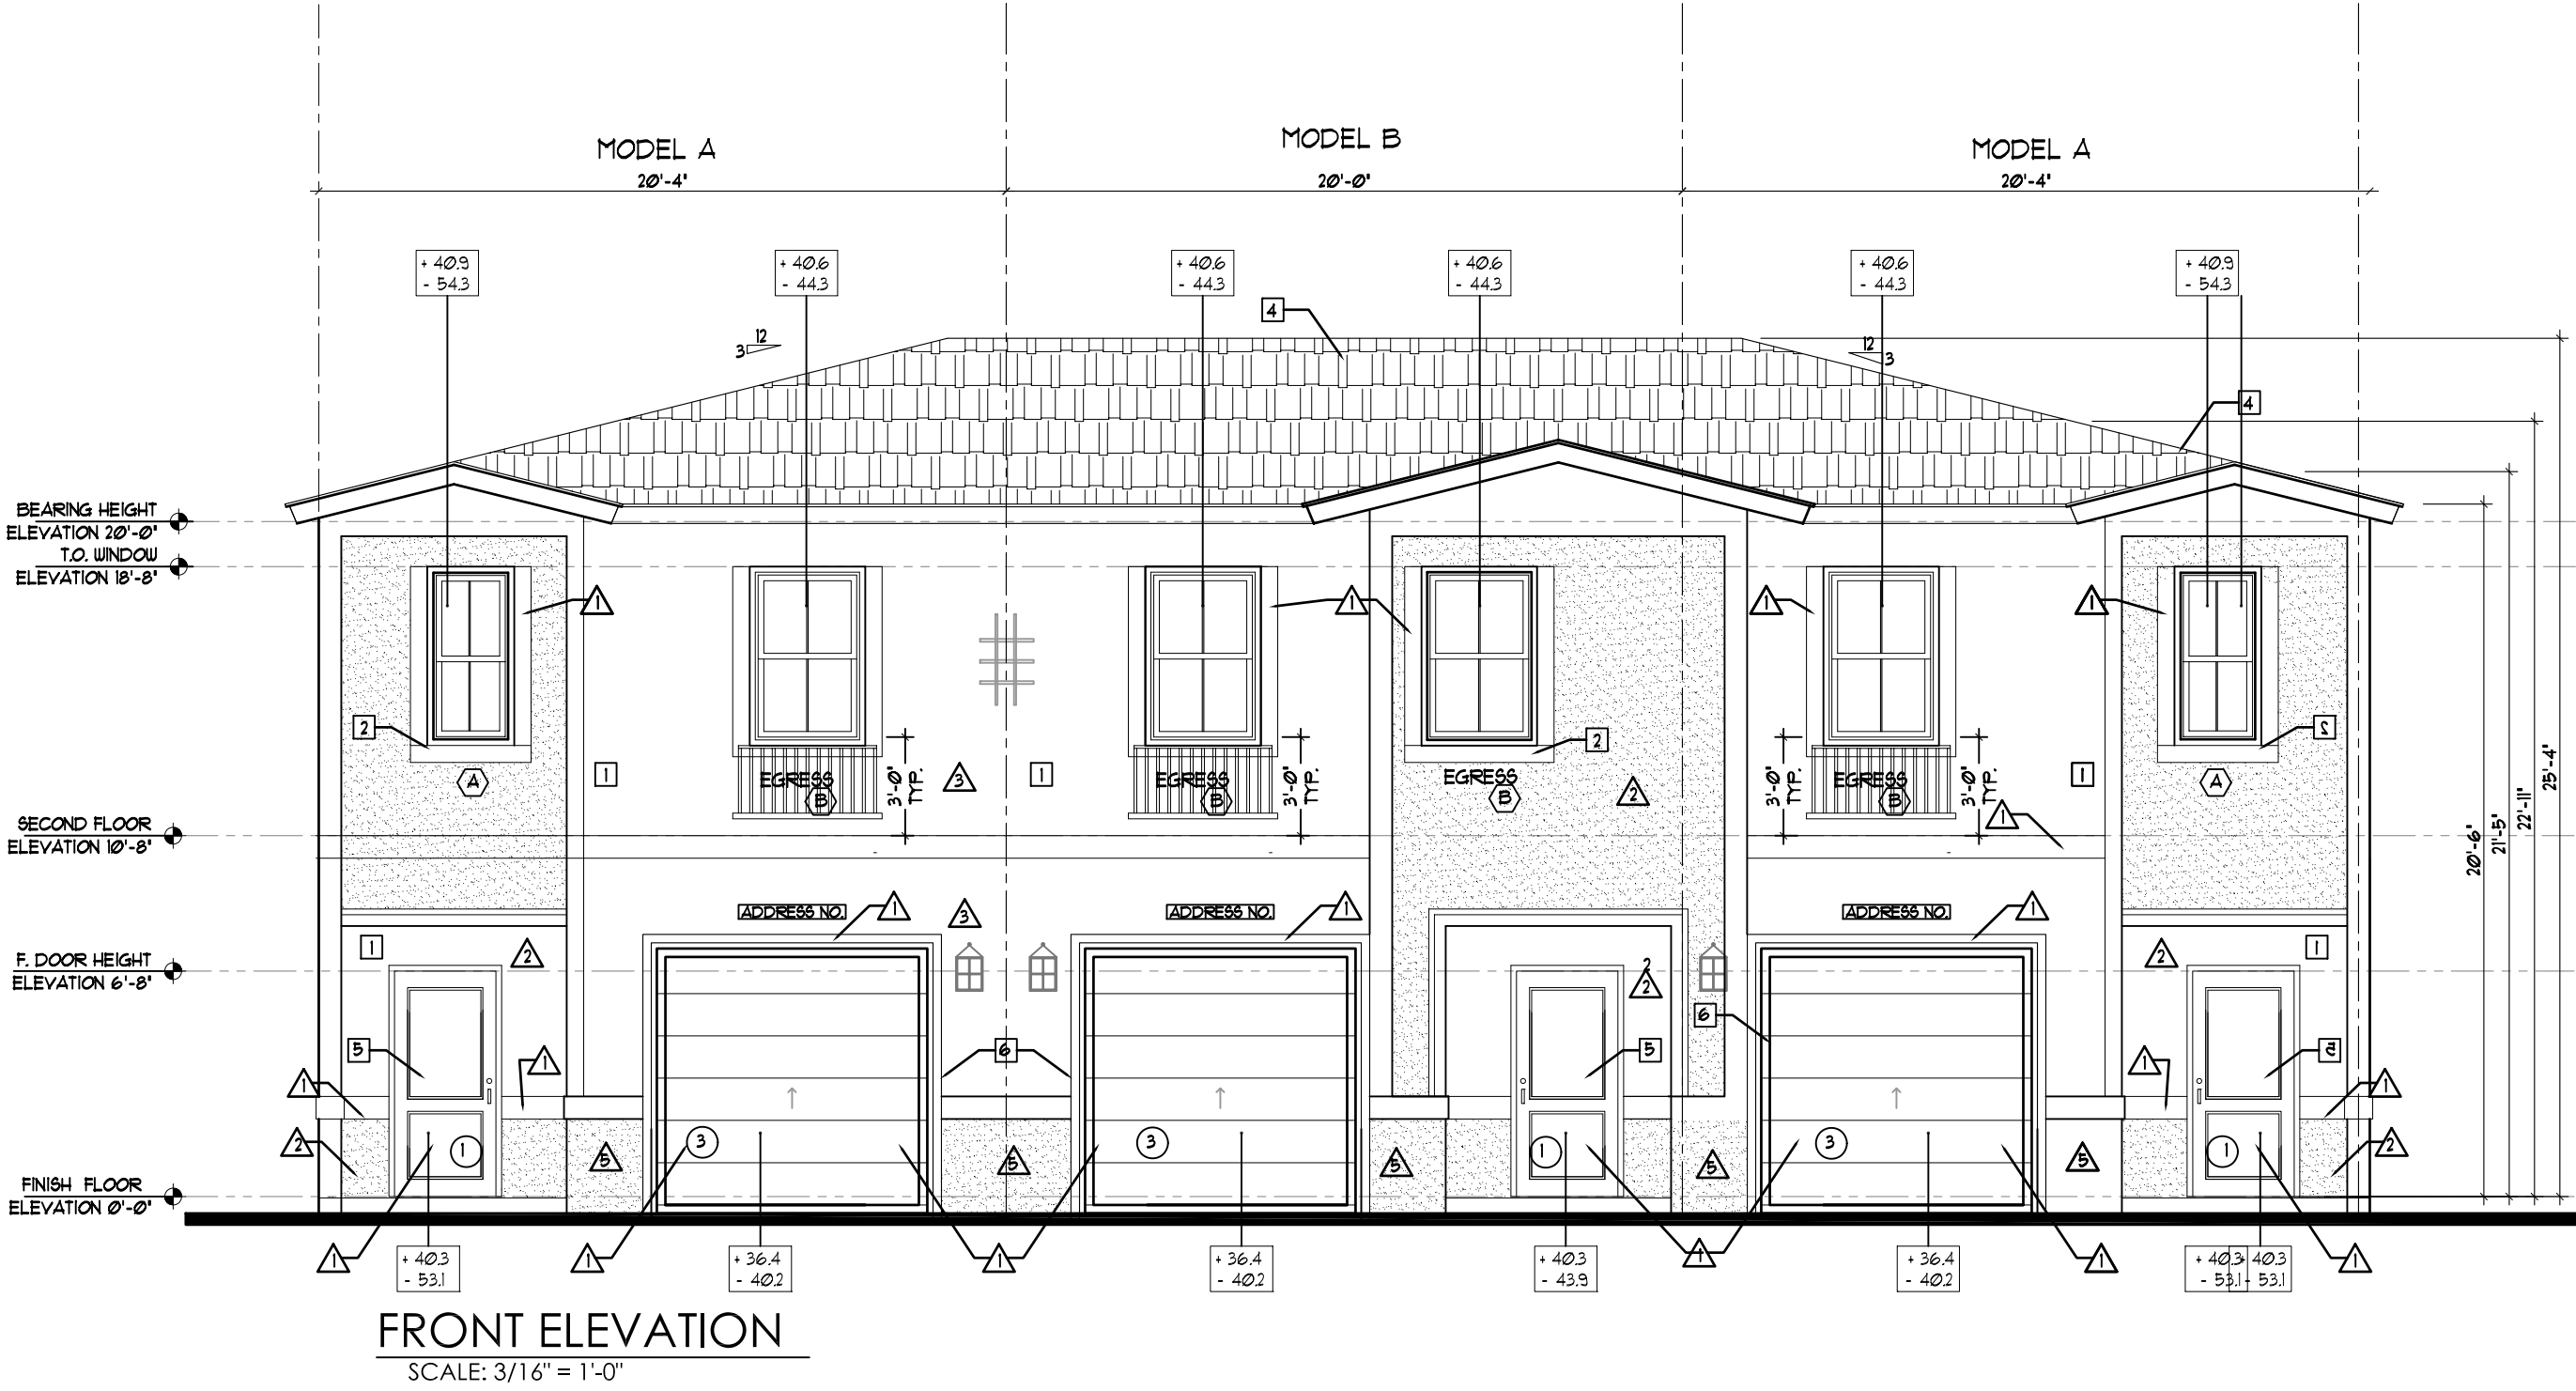 MODEL A
MODEL B
MODEL A
20'-4"
20'-0"
20'-4"
+ 40.9
- 54.3
+ 40.6
- 44.3
+ 40.6
- 44.3
+ 40.6
- 44.3
+ 40.6
- 44.3
+ 40.9
- 54.3
4
12
3
12
3
4
BEARING HEIGHT
ELEVATION 20'-0"
T.O. WINDOW
ELEVATION 18'-8"
1
1
1
1
2
2
2
A
1
EGRESS
B
3'-0"
TYP.
3
1
EGRESS
B
3'-0"
TYP.
EGRESS
B
2
3'-0"
TYP.
EGRESS
B
3'-0"
TYP.
1
1
A
20'-6"
21'-5"
22'-11"
25'-4"
SECOND FLOOR
ELEVATION 10'-8"
ADDRESS NO.
1
3
ADDRESS NO.
1
ADDRESS NO.
1
1
2
2
2
2
1
F. DOOR HEIGHT
ELEVATION 6'-8"
6
5
1
6
5
1
5
1
1
2
1
5
3
5
3
5
1
5
3
5
1
2
FINISH FLOOR
ELEVATION 0'-0"
1
1
1
1
1
1
+ 40.3
- 53.1
+ 36.4
- 40.2
+ 36.4
- 40.2
+ 40.3
- 43.9
+ 36.4
- 40.2
+ 40.3
- 53.1
+ 40.3
- 53.1
FRONT ELEVATION
SCALE: 3/16" = 1'-0"